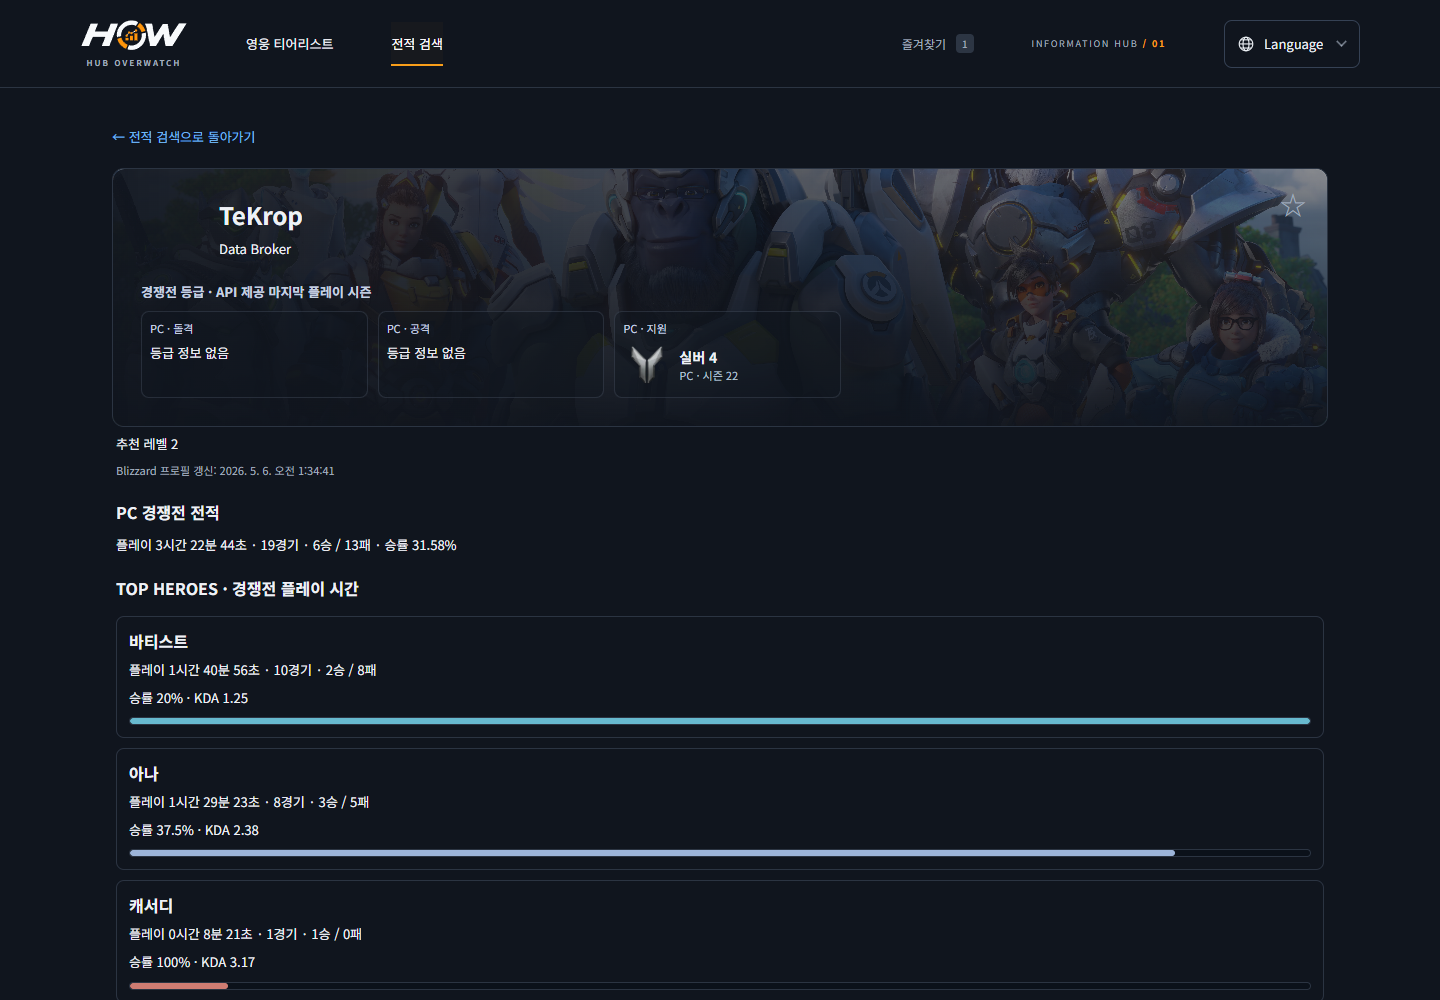 HOW
HUB OVERWATCH
영웅 티어리스트
전적 검색
즐겨찾기 1
INFORMATION HUB / 01
Language
← 전적 검색으로 돌아가기
TeKrop
Data Broker
경쟁전 등급 · API 제공 마지막 플레이 시즌
PC · 돌격
등급 정보 없음
PC · 공격
등급 정보 없음
PC · 지원
실버 4
PC · 시즌 22
추천 레벨 2
Blizzard 프로필 갱신: 2026. 5. 6. 오전 1:34:41
PC 경쟁전 전적
플레이 3시간 22분 44초 · 19경기 · 6승 / 13패 · 승률 31.58%
TOP HEROES · 경쟁전 플레이 시간
바티스트
플레이 1시간 40분 56초 · 10경기 · 2승 / 8패
승률 20% · KDA 1.25
아나
플레이 1시간 29분 23초 · 8경기 · 3승 / 5패
승률 37.5% · KDA 2.38
캐서디
플레이 0시간 8분 21초 · 1경기 · 1승 / 0패
승률 100% · KDA 3.17